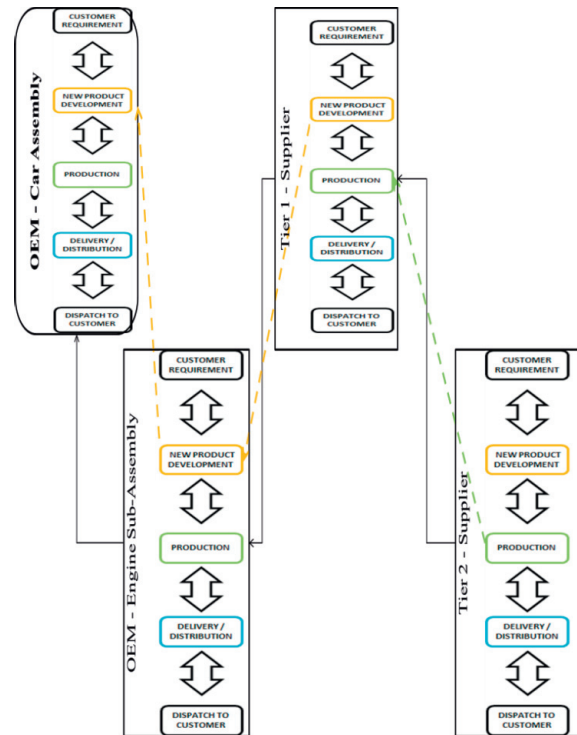 OEM - Car Assembly
CUSTOMER
REQUIREMENT
NEW PRODUCT
DEVELOPMENT
PRODUCTION
DELIVERY /
DISTRIBUTION
DISPATCH TO
CUSTOMER
Tier 1 - Supplier
CUSTOMER
REQUIREMENT
NEW PRODUCT
DEVELOPMENT
PRODUCTION
DELIVERY /
DISTRIBUTION
DISPATCH TO
CUSTOMER
OEM - Engine Sub-Assembly
CUSTOMER
REQUIREMENT
NEW PRODUCT
DEVELOPMENT
PRODUCTION
DELIVERY /
DISTRIBUTION
DISPATCH TO
CUSTOMER
Tier 2 - Supplier
CUSTOMER
REQUIREMENT
NEW PRODUCT
DEVELOPMENT
PRODUCTION
DELIVERY /
DISTRIBUTION
DISPATCH TO
CUSTOMER